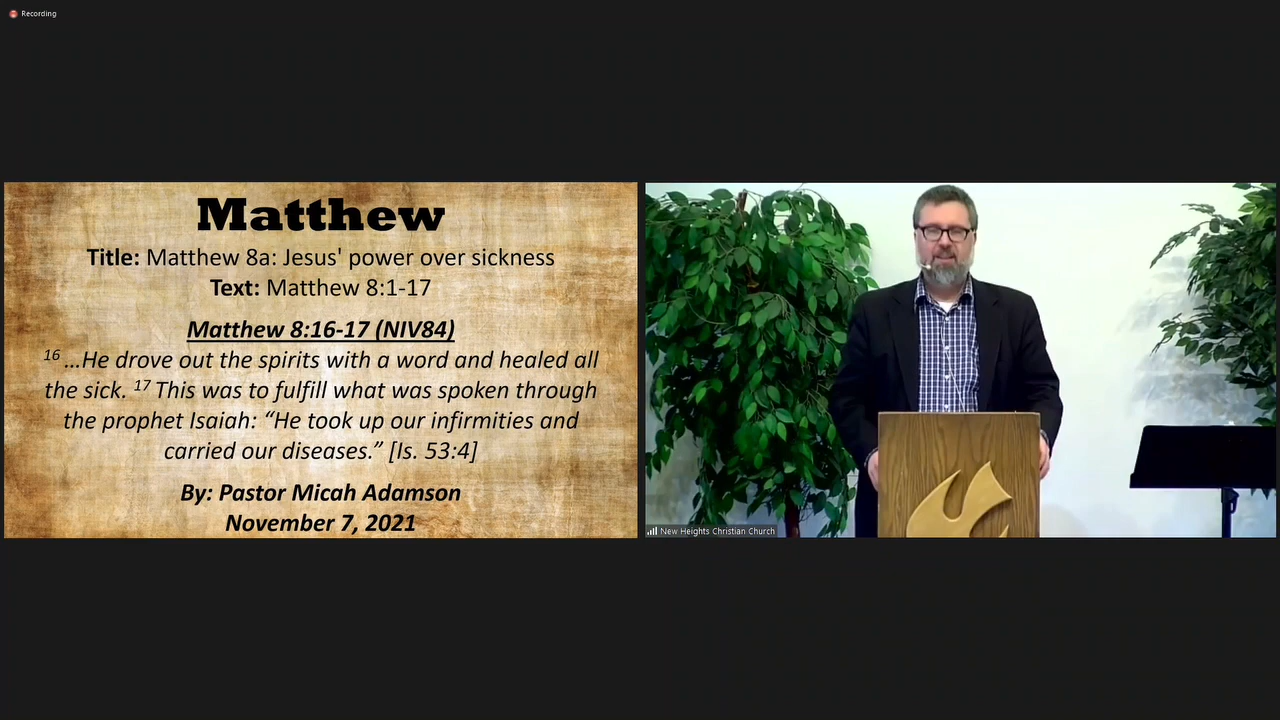 Recording
Matthew
Title: Matthew 8a: Jesus' power over sickness
Text: Matthew 8:1-17
Matthew 8:16-17 (NIV84)
16 …He drove out the spirits with a word and healed all
the sick. 17 This was to fulfill what was spoken through
the prophet Isaiah: “He took up our infirmities and
carried our diseases.” [Is. 53:4]
By: Pastor Micah Adamson
November 7, 2021
New Heights Christian Church